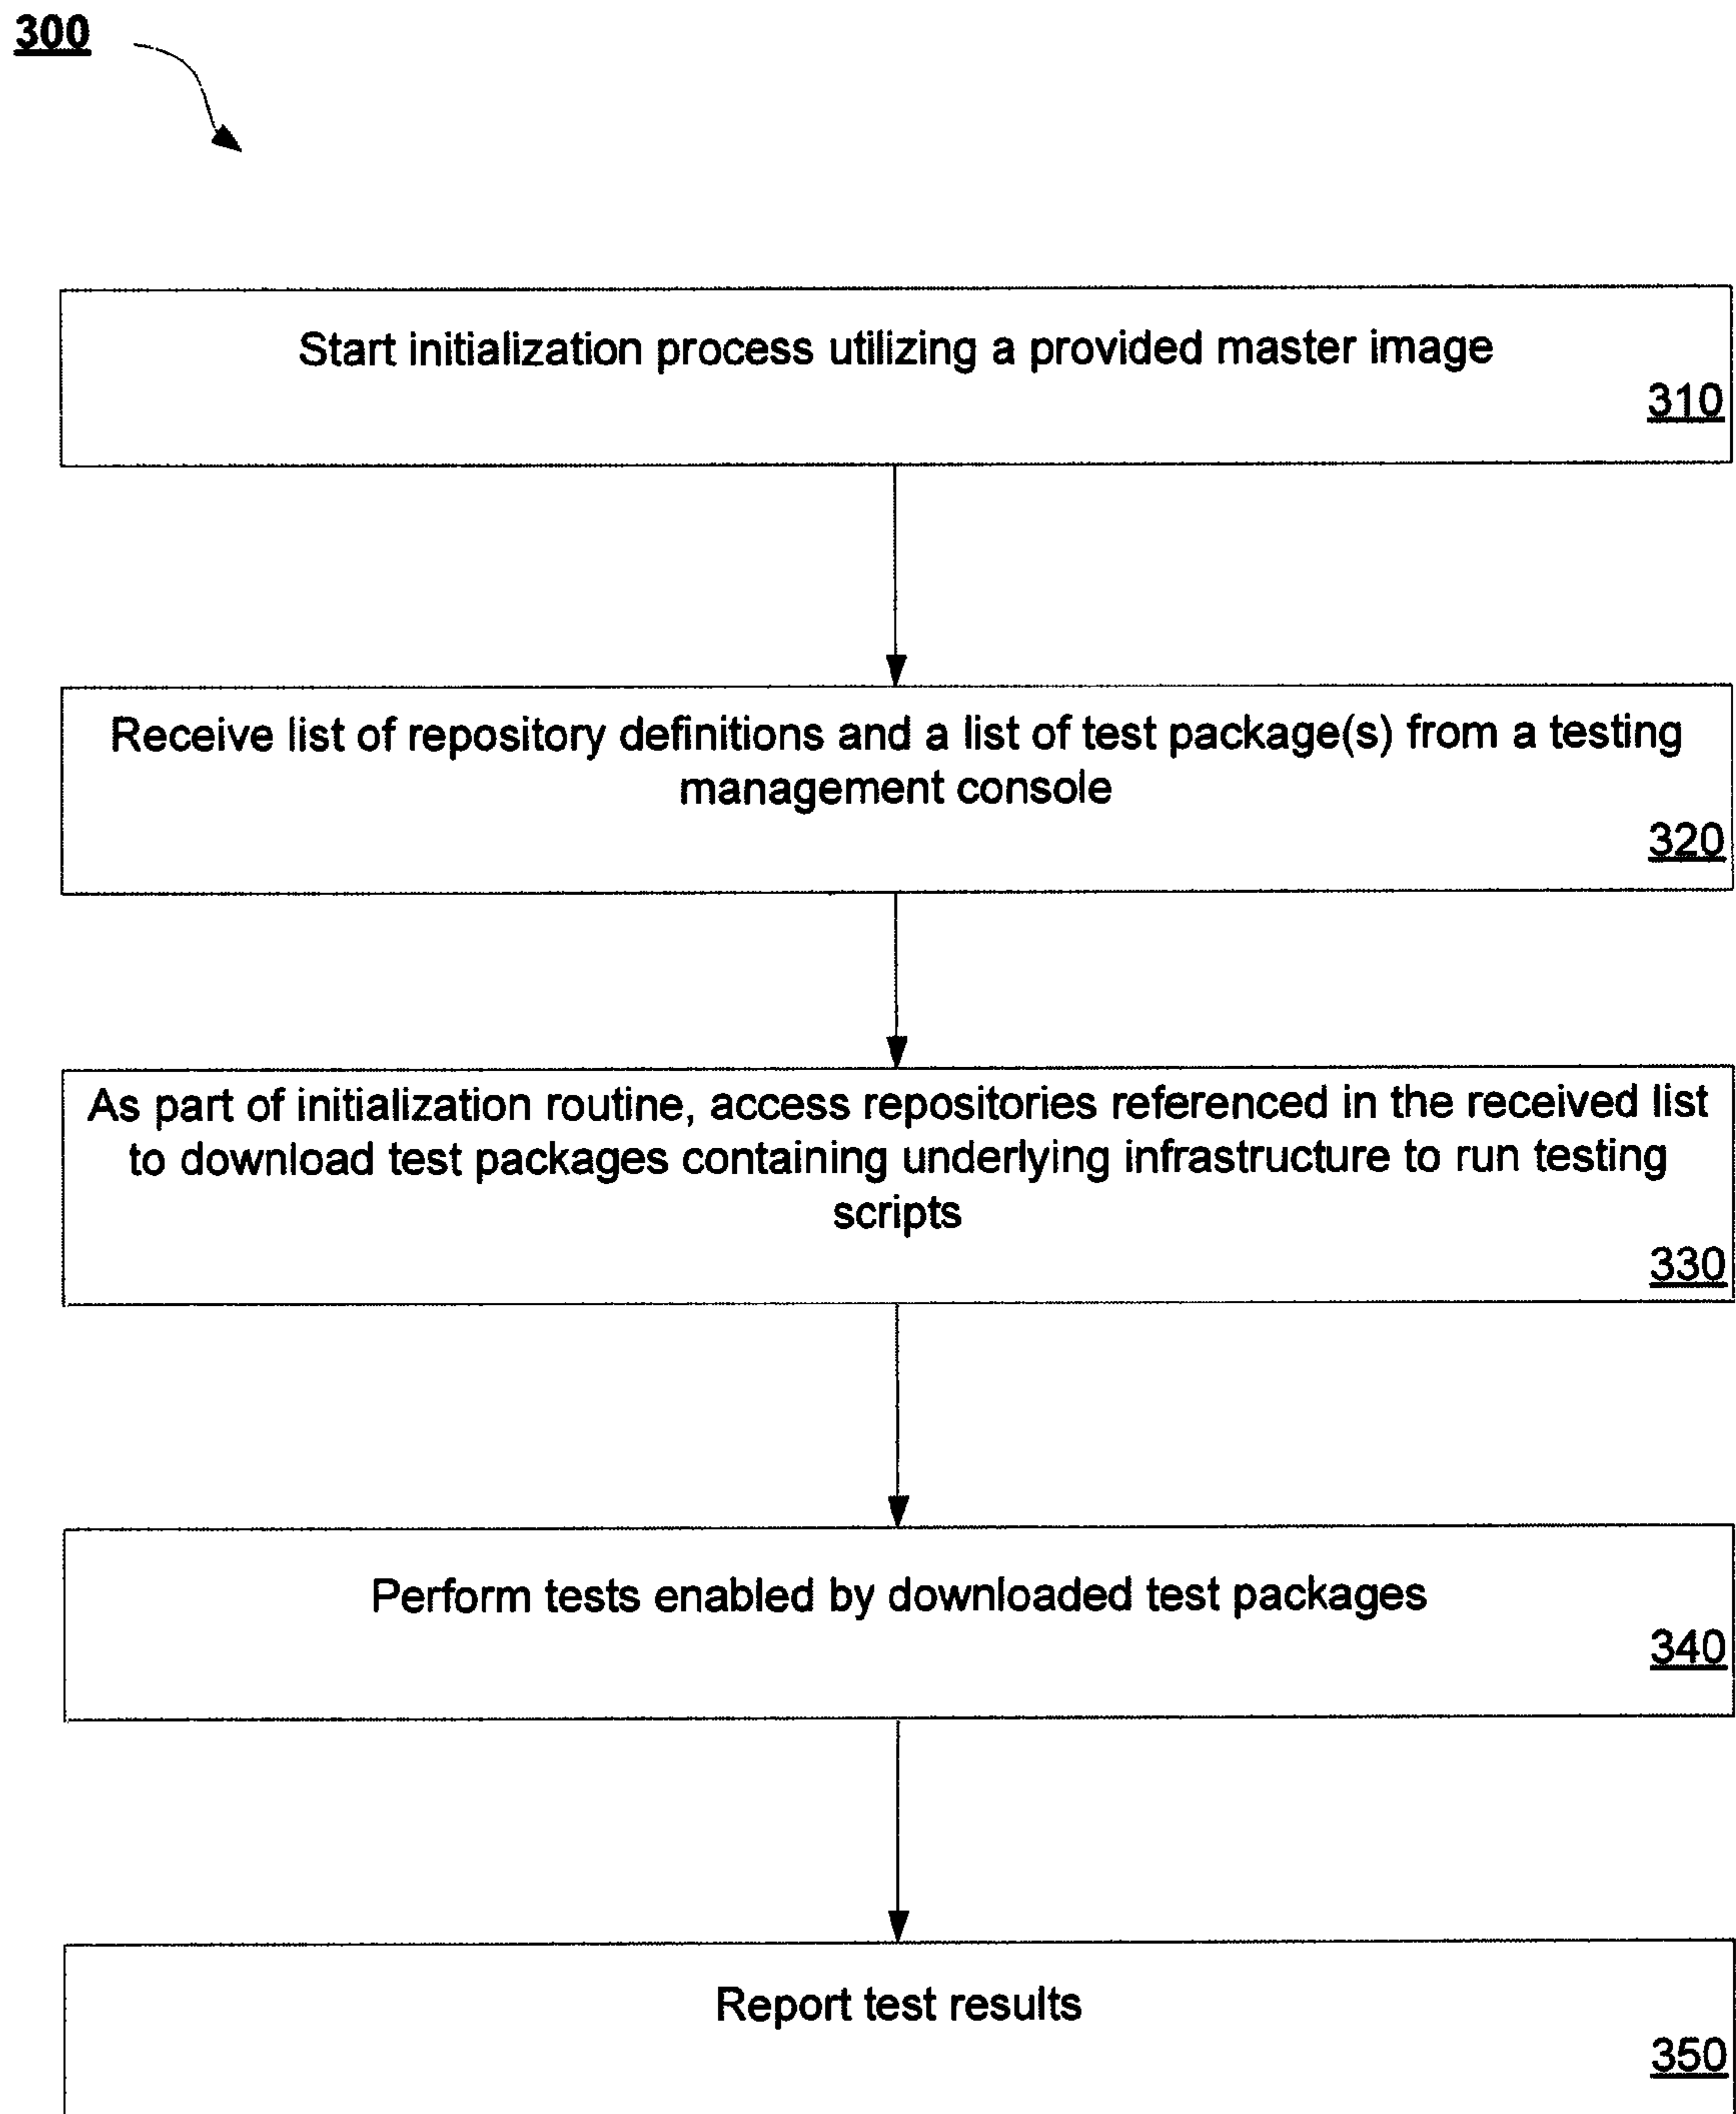 300
Start initialization process utilizing a provided master image
310
Receive list of repository definitions and a list of test package(s) from a testing
management console
320
As part of initialization routine, access repositories referenced in the received list
to download test packages containing underlying infrastructure to run testing
scripts
330
Perform tests enabled by downloaded test packages
340
Report test results
350